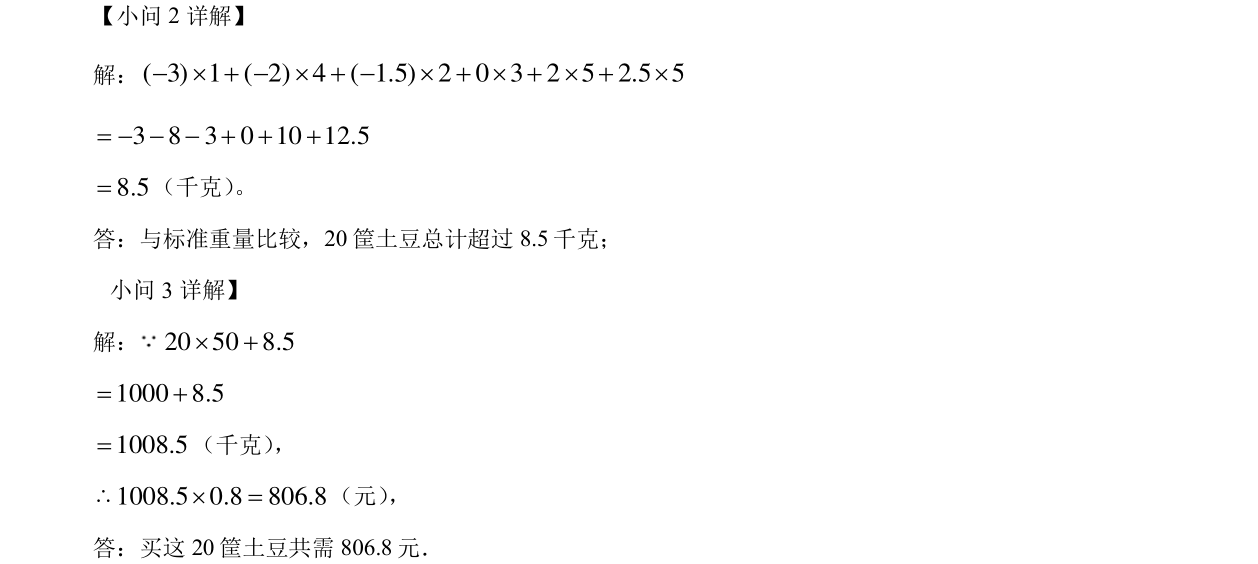 【小问 2 详解】
解：(−3)×1+(−2)×4+(−1.5)×2+0×3+2×5+2.5×5
=−3−8−3+0+10+12.5
=8.5（千克）。
答：与标准重量比较，20 筐土豆总计超过 8.5 千克；
小问 3 详解】
解：∵ 20×50+8.5
=1000+8.5
=1008.5（千克），
∴1008.5×0.8=806.8（元），
答：买这 20 筐土豆共需 806.8 元．